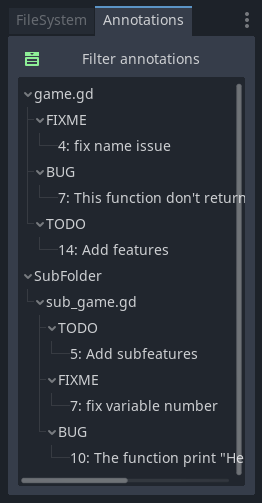 FileSystem
Annotations
Filter annotations
game.gd
FIXME
4: fix name issue
BUG
7: This function don't return
TODO
14: Add features
SubFolder
sub_game.gd
TODO
5: Add subfeatures
FIXME
7: fix variable number
BUG
10: The function print "He